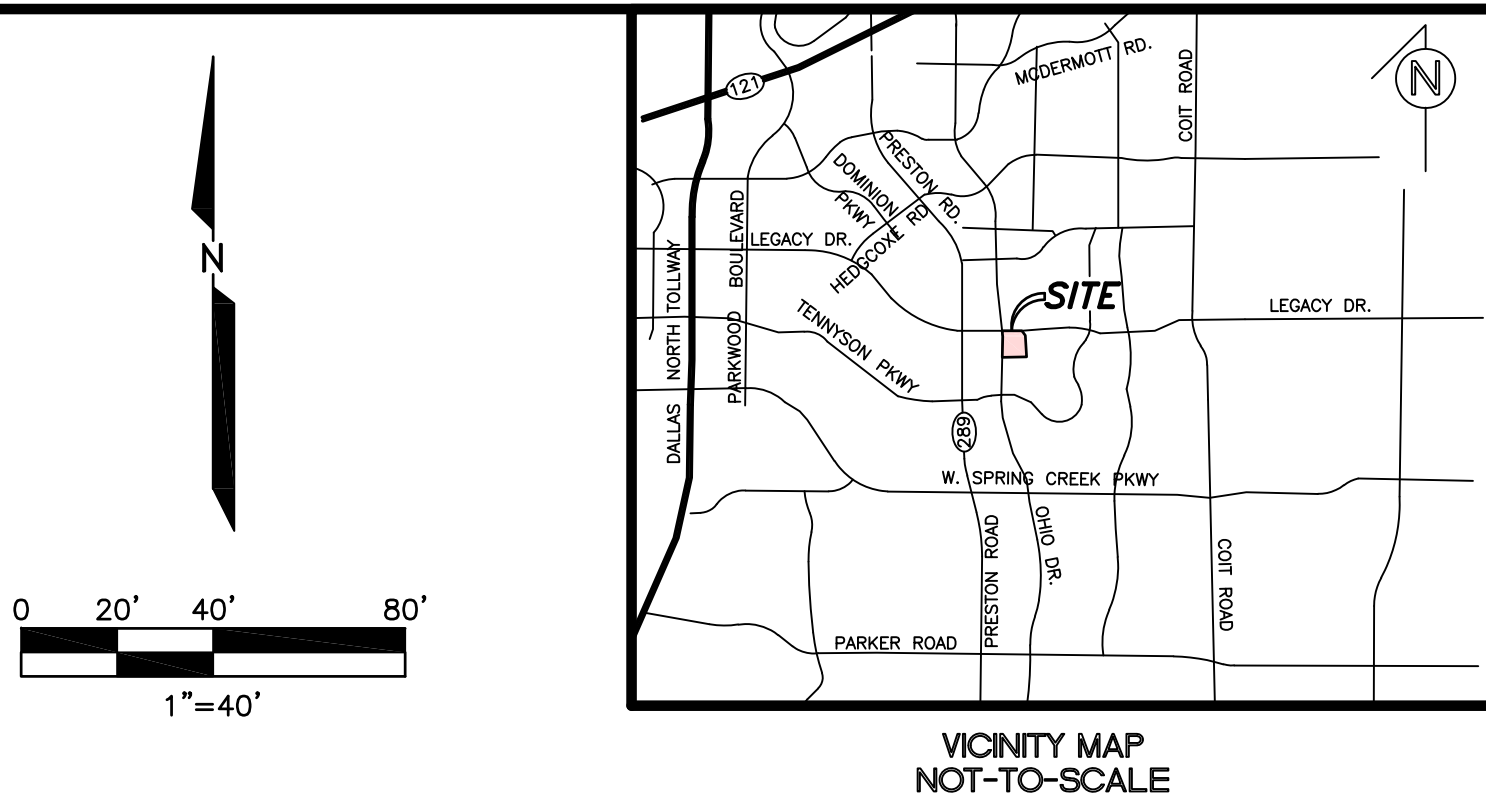 N
0 20' 40' 80'
1"=40'
121
MCDERMOTT RD.
COIT ROAD
N
PRESTON RD.
DOMINION
PKWY
HEDGCOXE RD
LEGACY DR.
PARKWOOD BOULEVARD
DALLAS NORTH TOLLWAY
TENNYSON PKWY
SITE
LEGACY DR.
289
W. SPRING CREEK PKWY
PRESTON ROAD
OHIO DR.
COIT ROAD
PARKER ROAD
VICINITY MAP
NOT-TO-SCALE